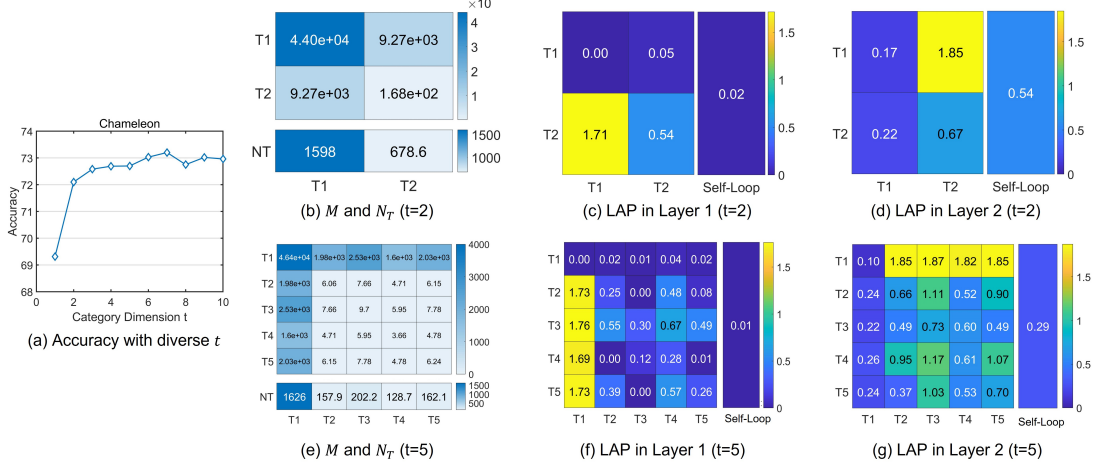 Chameleon
74
73
72
71
70
69
68
0 2 4 6 8 10
Accuracy
Category Dimension t
(a) Accuracy with diverse t
×10
T1 4.40e+04 9.27e+03
T2 9.27e+03 1.68e+02
4
3
2
1
NT 1598 678.6
1500
1000
T1 T2
(b) M and N_T (t=2)
T1 0.00 0.05
T2 1.71 0.54
0.02
T1 T2 Self-Loop
1.5
1
0.5
0
(c) LAP in Layer 1 (t=2)
T1 0.17 1.85
T2 0.22 0.67
0.54
T1 T2 Self-Loop
1.5
1
0.5
0
(d) LAP in Layer 2 (t=2)
T1 4.64e+04 1.98e+03 2.53e+03 1.6e+03 2.03e+03
T2 1.98e+03 6.06 7.66 4.71 6.15
T3 2.53e+03 7.66 9.7 5.95 7.78
T4 1.6e+03 4.71 5.95 3.66 4.78
T5 2.03e+03 6.15 7.78 4.78 6.24
4000
3000
2000
1000
0
NT 1626 157.9 202.2 128.7 162.1
1500
1000
500
T1 T2 T3 T4 T5
(e) M and N_T (t=5)
T1 0.00 0.02 0.01 0.04 0.02
T2 1.73 0.25 0.00 0.48 0.08
T3 1.76 0.55 0.30 0.67 0.49
T4 1.69 0.00 0.12 0.28 0.01
T5 1.73 0.39 0.00 0.57 0.26
0.01
T1 T2 T3 T4 T5 Self-Loop
1.5
1
0.5
0
(f) LAP in Layer 1 (t=5)
T1 0.10 1.85 1.87 1.82 1.85
T2 0.24 0.66 1.11 0.52 0.90
T3 0.22 0.49 0.73 0.60 0.49
T4 0.26 0.95 1.17 0.61 1.07
T5 0.24 0.37 1.03 0.53 0.70
0.29
T1 T2 T3 T4 T5 Self-Loop
1.5
1
0.5
0
(g) LAP in Layer 2 (t=5)